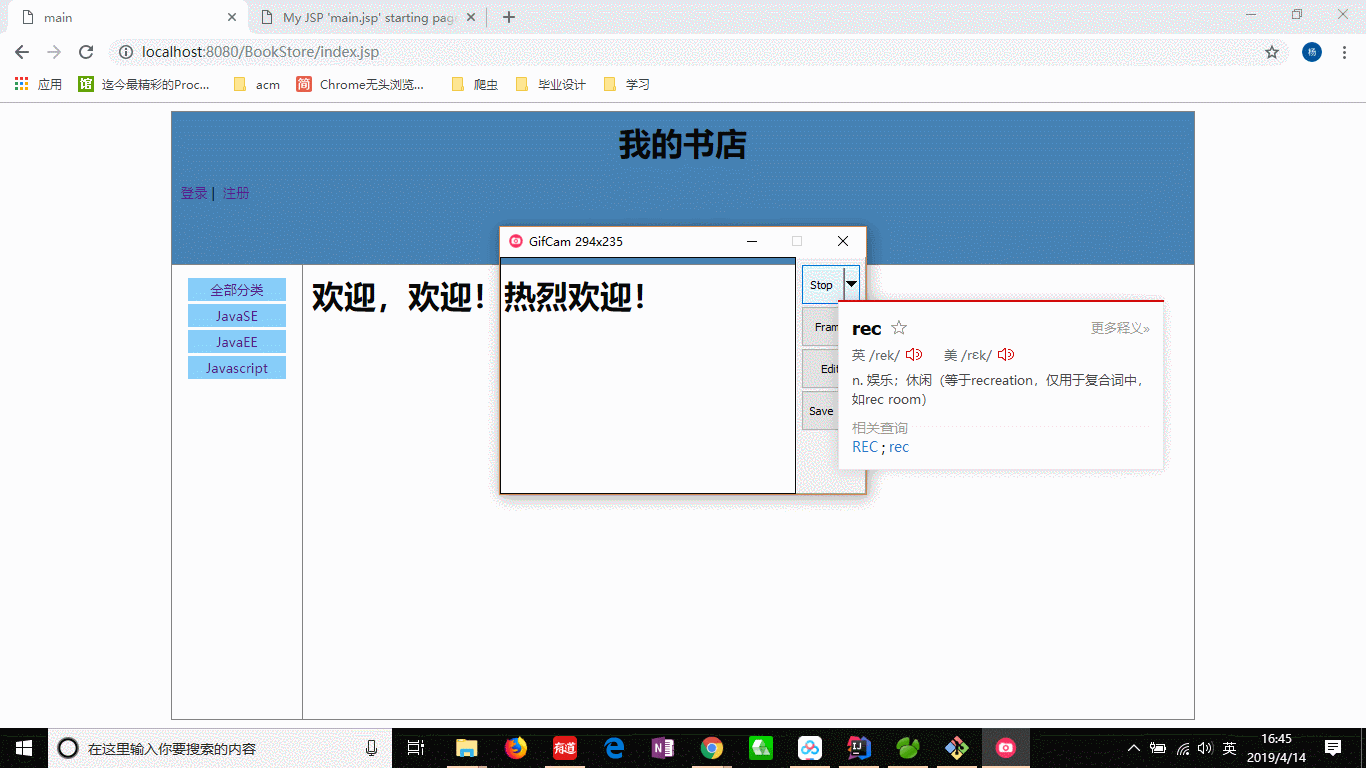 main
My JSP 'main.jsp' starting pag
localhost:8080/BookStore/index.jsp
杨
应用
馆
迄今最精彩的Proc...
acm
简
Chrome无头浏览...
爬虫
毕业设计
学习
我的书店
登录 | 注册
GifCam 294x235
全部分类
JavaSE
JavaEE
Javascript
欢迎，欢迎！热烈欢迎！
Stop
Fram
Edit
Save
rec
更多释义»
英 /rek/ 美 /rɛk/
n. 娱乐；休闲（等于recreation，仅用于复合词中，
如rec room）
相关查询
REC ; rec
在这里输入你要搜索的内容
有道
英
16:45
2019/4/14